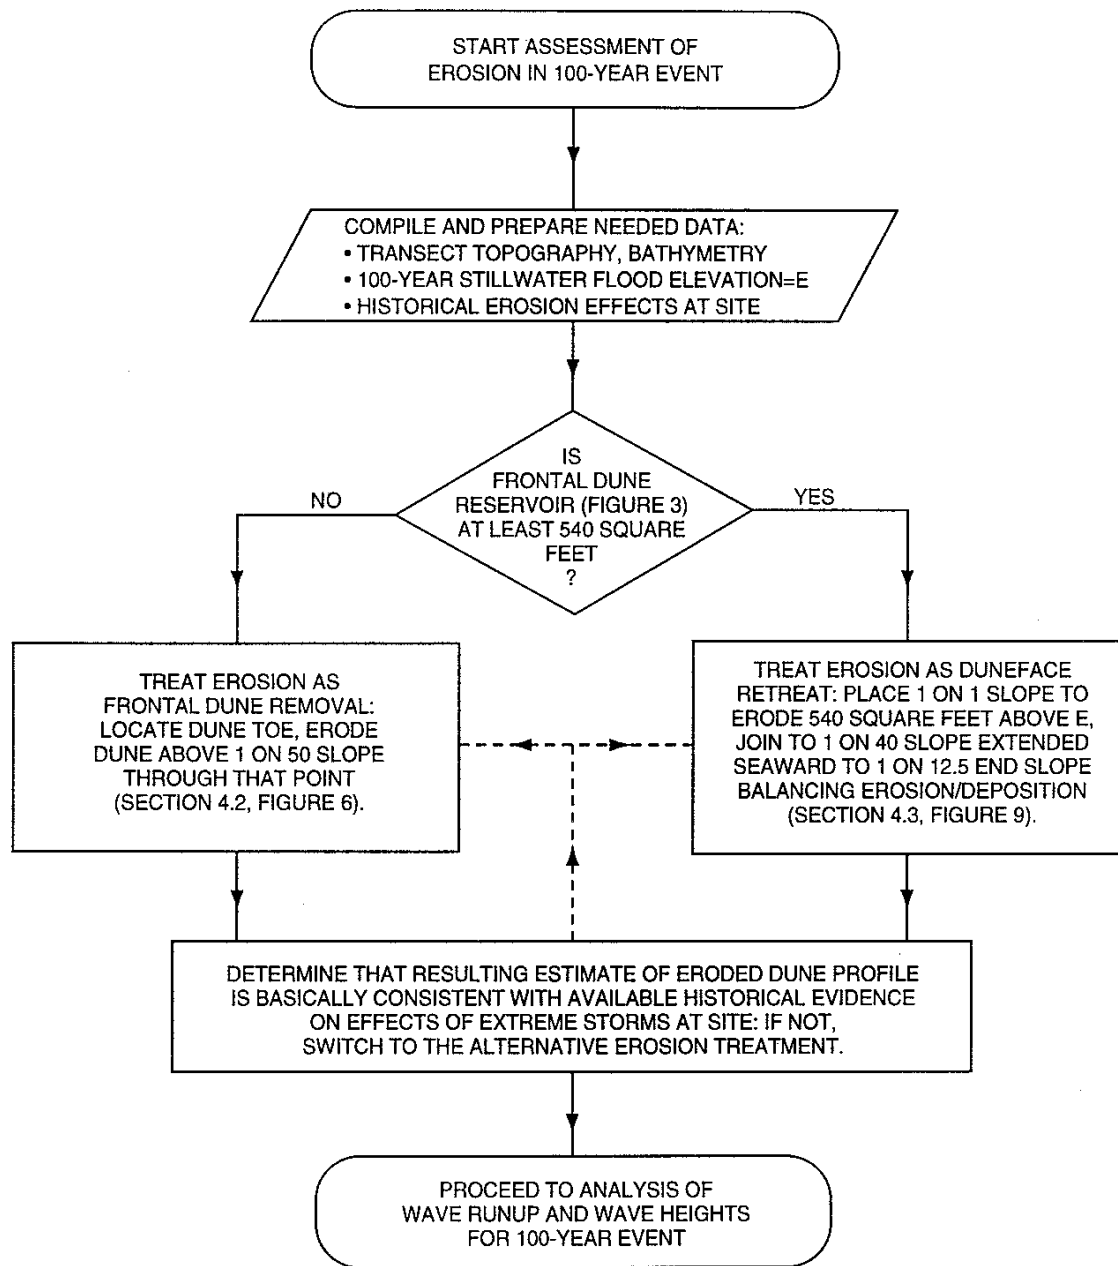 START ASSESSMENT OF
EROSION IN 100-YEAR EVENT
COMPILE AND PREPARE NEEDED DATA:
• TRANSECT TOPOGRAPHY, BATHYMETRY
• 100-YEAR STILLWATER FLOOD ELEVATION=E
• HISTORICAL EROSION EFFECTS AT SITE
IS
FRONTAL DUNE
RESERVOIR (FIGURE 3)
AT LEAST 540 SQUARE
FEET
?
NO
YES
TREAT EROSION AS
FRONTAL DUNE REMOVAL:
LOCATE DUNE TOE, ERODE
DUNE ABOVE 1 ON 50 SLOPE
THROUGH THAT POINT
(SECTION 4.2, FIGURE 6).
TREAT EROSION AS DUNEFACE
RETREAT: PLACE 1 ON 1 SLOPE TO
ERODE 540 SQUARE FEET ABOVE E,
JOIN TO 1 ON 40 SLOPE EXTENDED
SEAWARD TO 1 ON 12.5 END SLOPE
BALANCING EROSION/DEPOSITION
(SECTION 4.3, FIGURE 9).
DETERMINE THAT RESULTING ESTIMATE OF ERODED DUNE PROFILE
IS BASICALLY CONSISTENT WITH AVAILABLE HISTORICAL EVIDENCE
ON EFFECTS OF EXTREME STORMS AT SITE: IF NOT,
SWITCH TO THE ALTERNATIVE EROSION TREATMENT.
PROCEED TO ANALYSIS OF
WAVE RUNUP AND WAVE HEIGHTS
FOR 100-YEAR EVENT